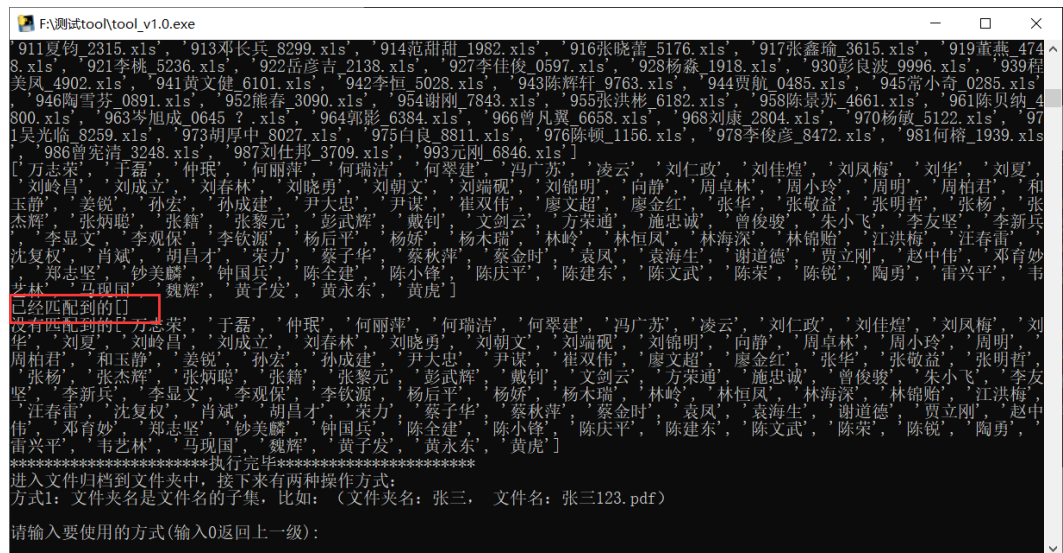 F:\测试tool\tool_v1.0.exe
'911夏钧_2315.xls', '913邓长兵_8299.xls', '914范甜甜_1982.xls', '916张晓蕾_5176.xls', '917张鑫瑜_3615.xls', '919董燕_474
8.xls', '921李桃_5236.xls', '922岳彦吉_2138.xls', '927李佳俊_0597.xls', '928杨淼_1918.xls', '930彭良波_9996.xls', '939程
美凤_4902.xls', '941黄文健_6101.xls', '942李恒_5028.xls', '943陈辉轩_9763.xls', '944贾航_0485.xls', '945常小奇_0285.xls'
, '946陶雪芬_0891.xls', '952熊春_3090.xls', '954谢刚_7843.xls', '955张洪彬_6182.xls', '958陈景苏_4661.xls', '961陈贝纳_4
800.xls', '963岑旭成_0645 ? .xls', '964郭影_6384.xls', '966曾凡翼_6658.xls', '968刘康_2804.xls', '970杨敏_5122.xls', '97
1吴光临_8259.xls', '973胡厚中_8027.xls', '975白良_8811.xls', '976陈顿_1156.xls', '978李俊彦_8472.xls', '981何榕_1939.xls
', '986曾宪清_3248.xls', '987刘仕邦_3709.xls', '993元刚_6846.xls']
['万志荣', '于磊', '仲珉', '何丽萍', '何瑞洁', '何翠建', '冯广苏', '凌云', '刘仁政', '刘佳煌', '刘凤梅', '刘华', '刘夏',
'刘岭昌', '刘成立', '刘春林', '刘晓勇', '刘朝文', '刘端砚', '刘锦明', '向静', '周卓林', '周小玲', '周明', '周柏君', '和
玉静', '姜锐', '孙宏', '孙成建', '尹大忠', '尹谋', '崔双伟', '廖文超', '廖金红', '张华', '张敬益', '张明哲', '张杨', '张
杰辉', '张炳聪', '张籍', '张黎元', '彭武辉', '戴钊', '文剑云', '方荣通', '施忠诚', '曾俊骏', '朱小飞', '李友坚', '李新兵
', '李显文', '李观保', '李钦源', '杨后平', '杨娇', '杨木瑞', '林岭', '林恒凤', '林海深', '林锦贻', '江洪梅', '汪春雷', '
沈复权', '肖斌', '胡昌才', '荣力', '蔡子华', '蔡秋萍', '蔡金时', '袁凤', '袁海生', '谢道德', '贾立刚', '赵中伟', '邓育妙
', '郑志坚', '钞美麟', '钟国兵', '陈全建', '陈小锋', '陈庆平', '陈建东', '陈文武', '陈荣', '陈锐', '陶勇', '雷兴平', '韦
艺林', '马现国', '魏辉', '黄子发', '黄永东', '黄虎']
已经匹配到的[]
没有匹配到的['万志荣', '于磊', '仲珉', '何丽萍', '何瑞洁', '何翠建', '冯广苏', '凌云', '刘仁政', '刘佳煌', '刘凤梅', '刘
华', '刘夏', '刘岭昌', '刘成立', '刘春林', '刘晓勇', '刘朝文', '刘端砚', '刘锦明', '向静', '周卓林', '周小玲', '周明', '
周柏君', '和玉静', '姜锐', '孙宏', '孙成建', '尹大忠', '尹谋', '崔双伟', '廖文超', '廖金红', '张华', '张敬益', '张明哲',
'张杨', '张杰辉', '张炳聪', '张籍', '张黎元', '彭武辉', '戴钊', '文剑云', '方荣通', '施忠诚', '曾俊骏', '朱小飞', '李友
坚', '李新兵', '李显文', '李观保', '李钦源', '杨后平', '杨娇', '杨木瑞', '林岭', '林恒凤', '林海深', '林锦贻', '江洪梅',
'汪春雷', '沈复权', '肖斌', '胡昌才', '荣力', '蔡子华', '蔡秋萍', '蔡金时', '袁凤', '袁海生', '谢道德', '贾立刚', '赵中
伟', '邓育妙', '郑志坚', '钞美麟', '钟国兵', '陈全建', '陈小锋', '陈庆平', '陈建东', '陈文武', '陈荣', '陈锐', '陶勇', '
雷兴平', '韦艺林', '马现国', '魏辉', '黄子发', '黄永东', '黄虎']
***********************执行完毕***********************
进入文件归档到文件夹中，接下来有两种操作方式：
方式1：文件夹名是文件名的子集，比如：（文件夹名：张三， 文件名：张三123.pdf）
请输入要使用的方式(输入0返回上一级):